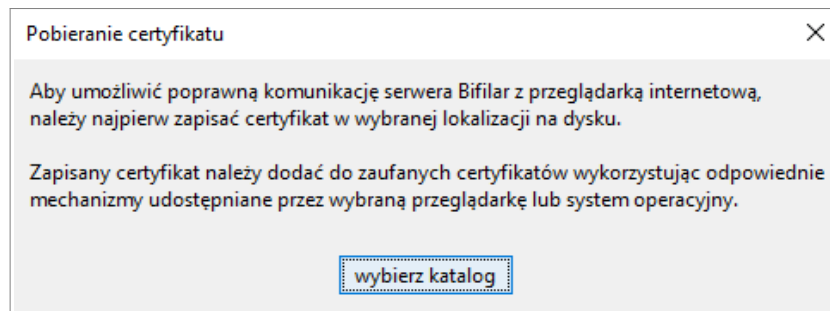 Pobieranie certyfikatu
Aby umożliwić poprawną komunikację serwera Bifilar z przeglądarką internetową,
należy najpierw zapisać certyfikat w wybranej lokalizacji na dysku.
Zapisany certyfikat należy dodać do zaufanych certyfikatów wykorzystując odpowiednie
mechanizmy udostępniane przez wybraną przeglądarkę lub system operacyjny.
wybierz katalog